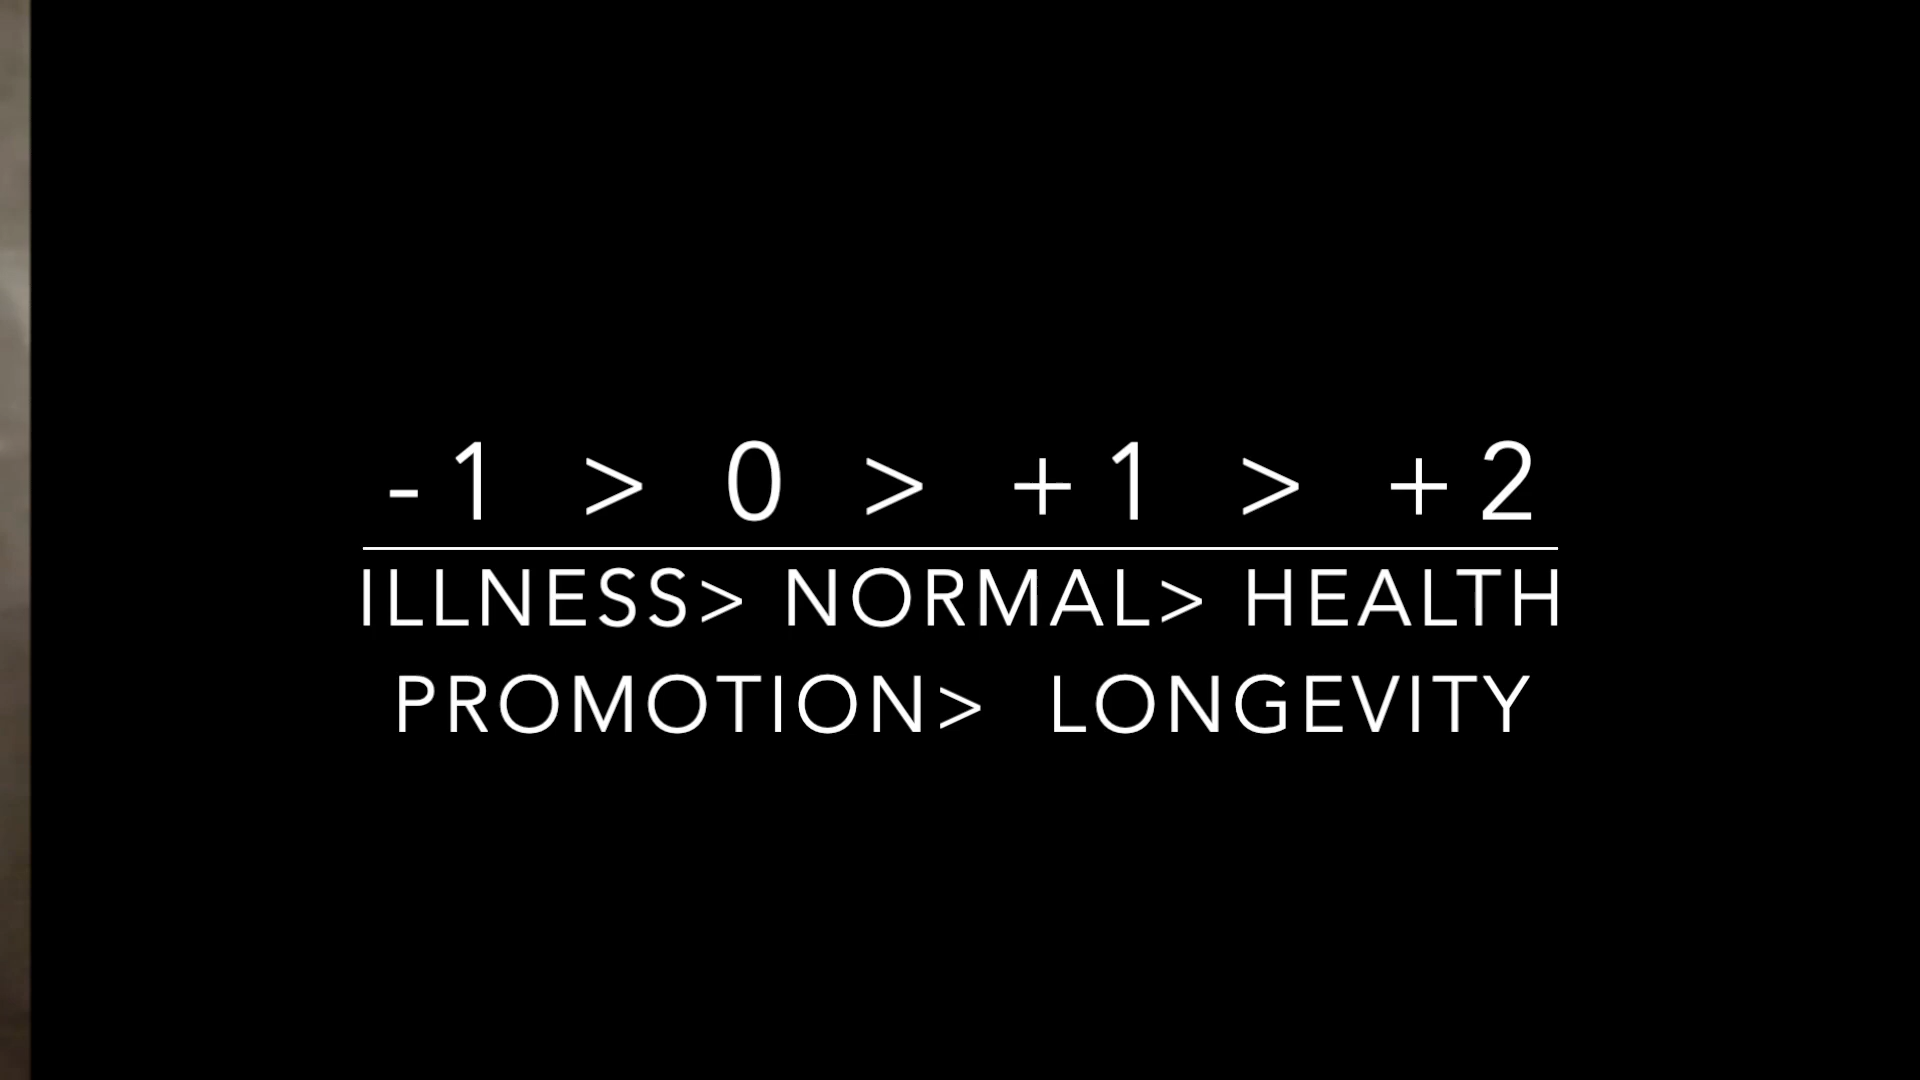 -1 > 0 > +1 > +2
ILLNESS> NORMAL> HEALTH
PROMOTION> LONGEVITY